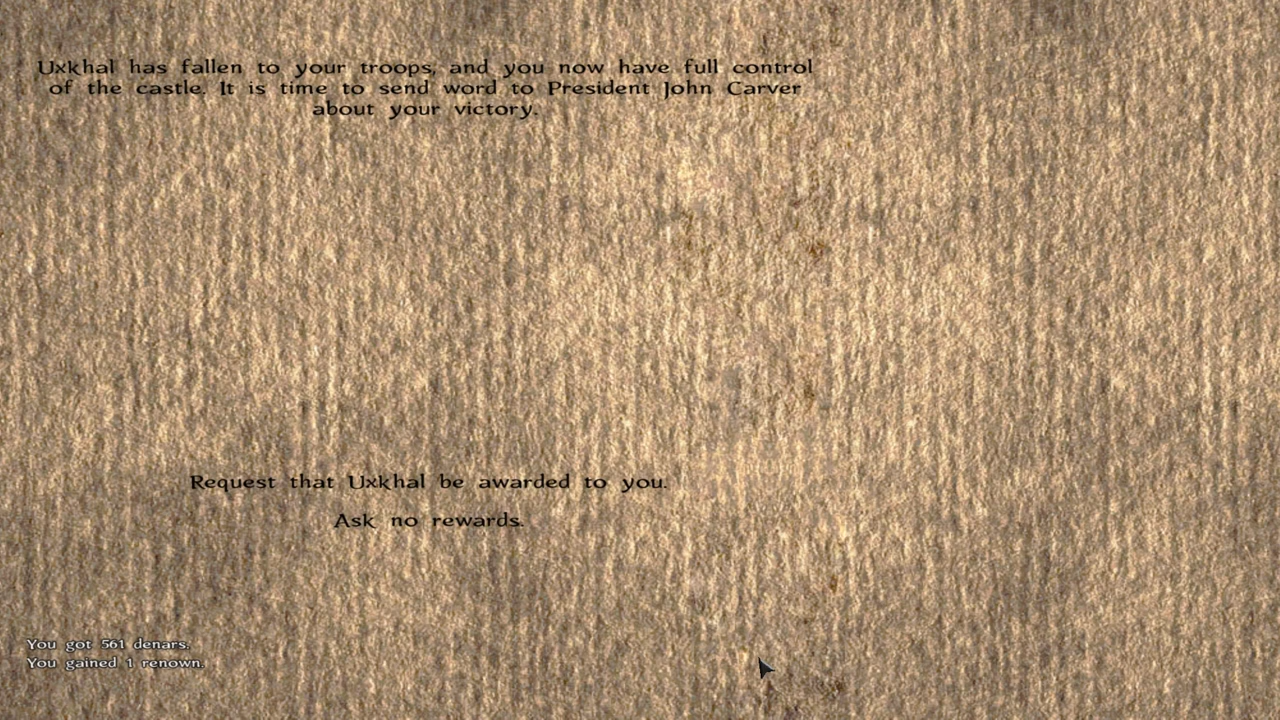 Uxkhal has fallen to your troops, and you now have full control
of the castle. It is time to send word to President John Carver
about your victory.
Request that Uxkhal be awarded to you.
Ask no rewards.
You got 561 denars.
You gained 1 renown.